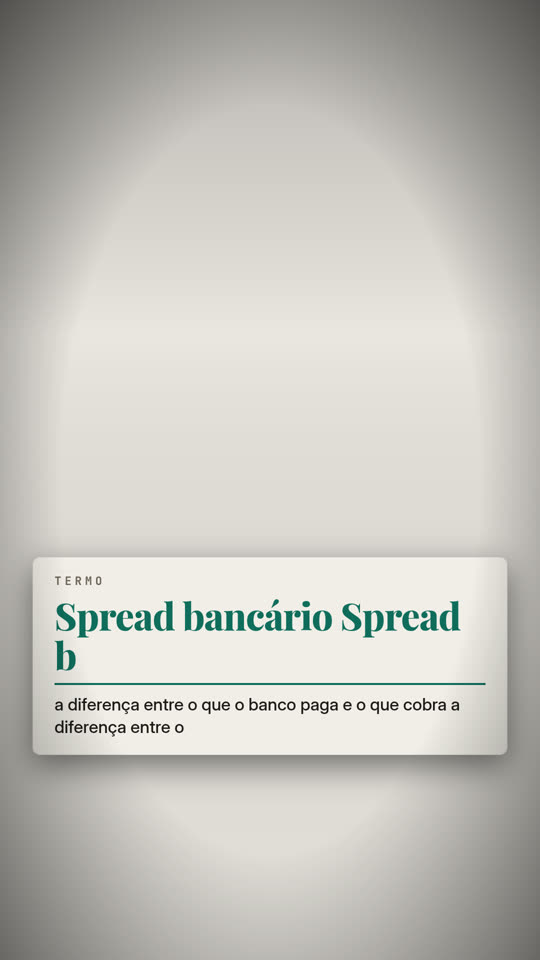 TERMO
Spread bancário Spread
b
a diferença entre o que o banco paga e o que cobra a
diferença entre o